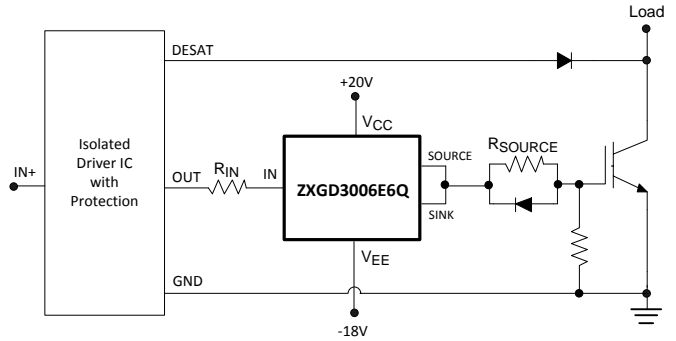 Load
DESAT
+20V
VCC
Isolated
Driver IC
with
Protection
IN+
OUT
RIN
IN
ZXGD3006E6Q
SOURCE
SINK
RSOURCE
VEE
GND
-18V